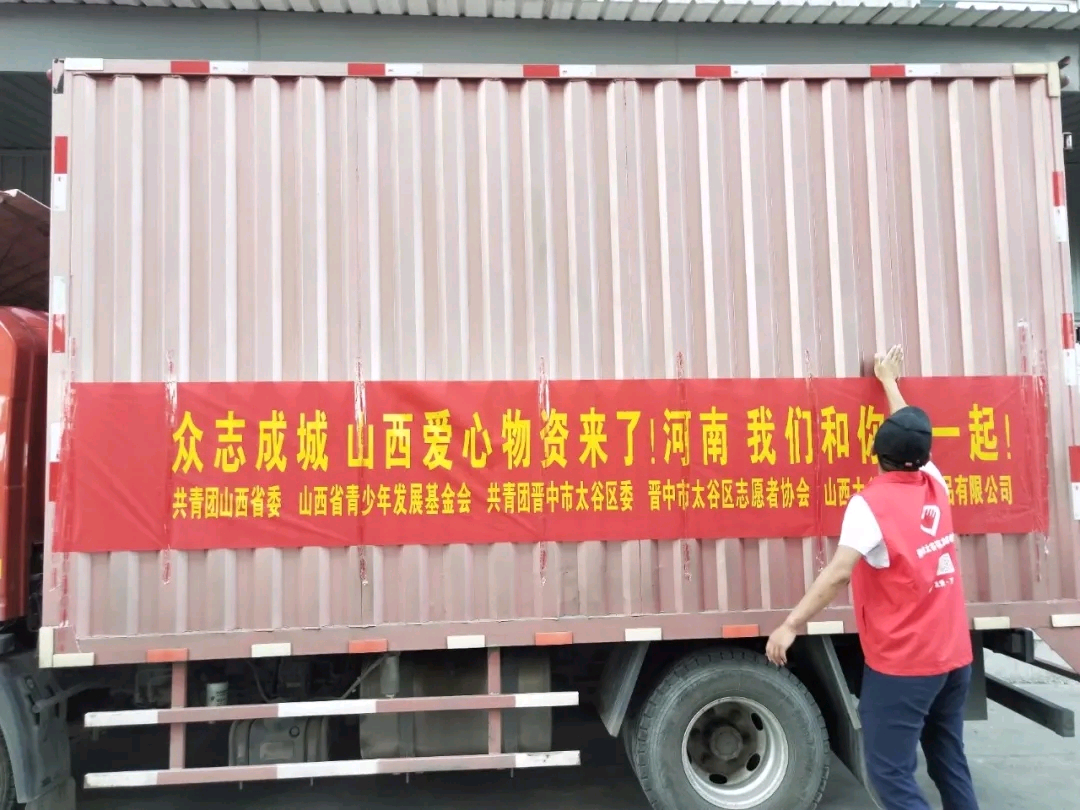 众志成城 山西爱心物资来了!河南 我们和你一起!
共青团山西省委 山西省青少年发展基金会 共青团晋中市太谷区委 晋中市太谷区志愿者协会 山西 品有限公司